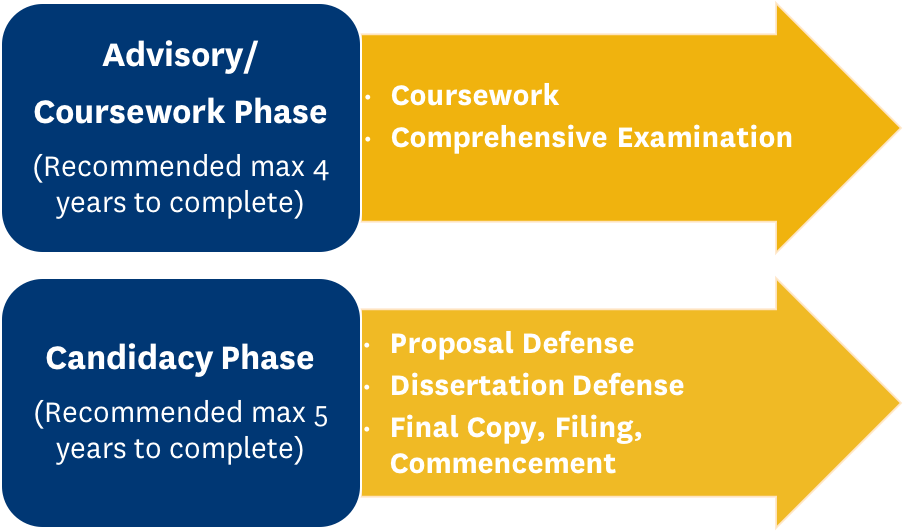 Advisory/
Coursework Phase
(Recommended max 4
years to complete)
· Coursework
· Comprehensive Examination
Candidacy Phase
(Recommended max 5
years to complete)
· Proposal Defense
· Dissertation Defense
· Final Copy, Filing,
Commencement